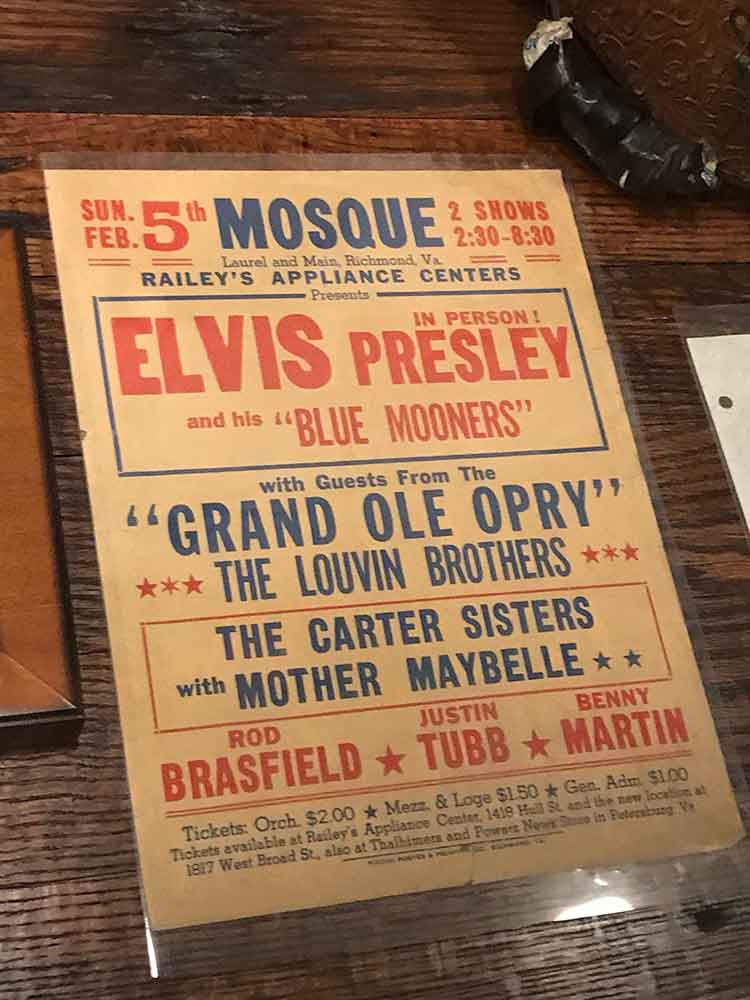 SUN. FEB. 5th MOSQUE 2 SHOWS 2:30-8:30
Laurel and Main, Richmond, Va.
RAILEY'S APPLIANCE CENTERS
Presents
IN PERSON!
ELVIS PRESLEY
and his "BLUE MOONERS"
with Guests From The
"GRAND OLE OPRY"
THE LOUVIN BROTHERS
THE CARTER SISTERS
with MOTHER MAYBELLE
ROD BRASFIELD ★ JUSTIN TUBB ★ BENNY MARTIN
Tickets: Orch. $2.00 ★ Mezz. & Loge $1.50 ★ Gen. Adm. $1.00
Tickets available at Railey's Appliance Center, 1419 Hull St. and the new location at
1817 West Broad St., also at Thalhimers and Powers News Store in Petersburg, Va.